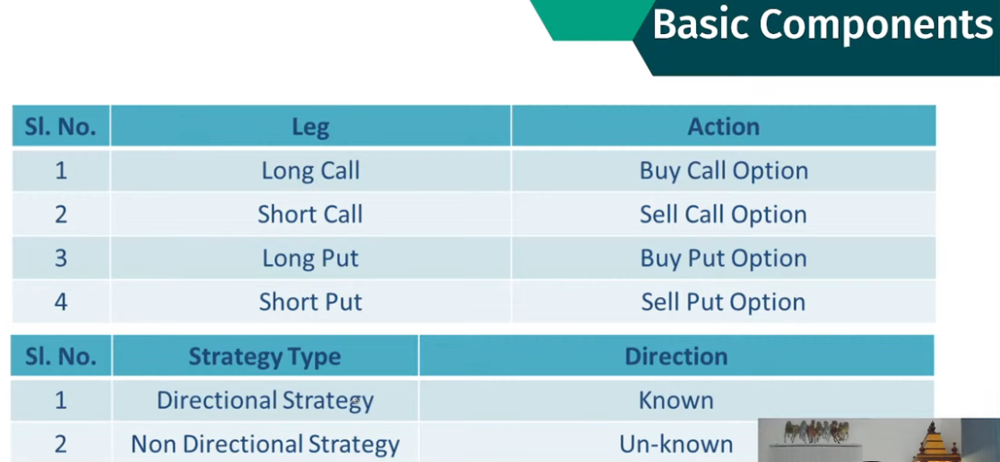 Basic Components
Sl. No. Leg Action
1 Long Call Buy Call Option
2 Short Call Sell Call Option
3 Long Put Buy Put Option
4 Short Put Sell Put Option
Sl. No. Strategy Type Direction
1 Directional Strategy Known
2 Non Directional Strategy Un-known